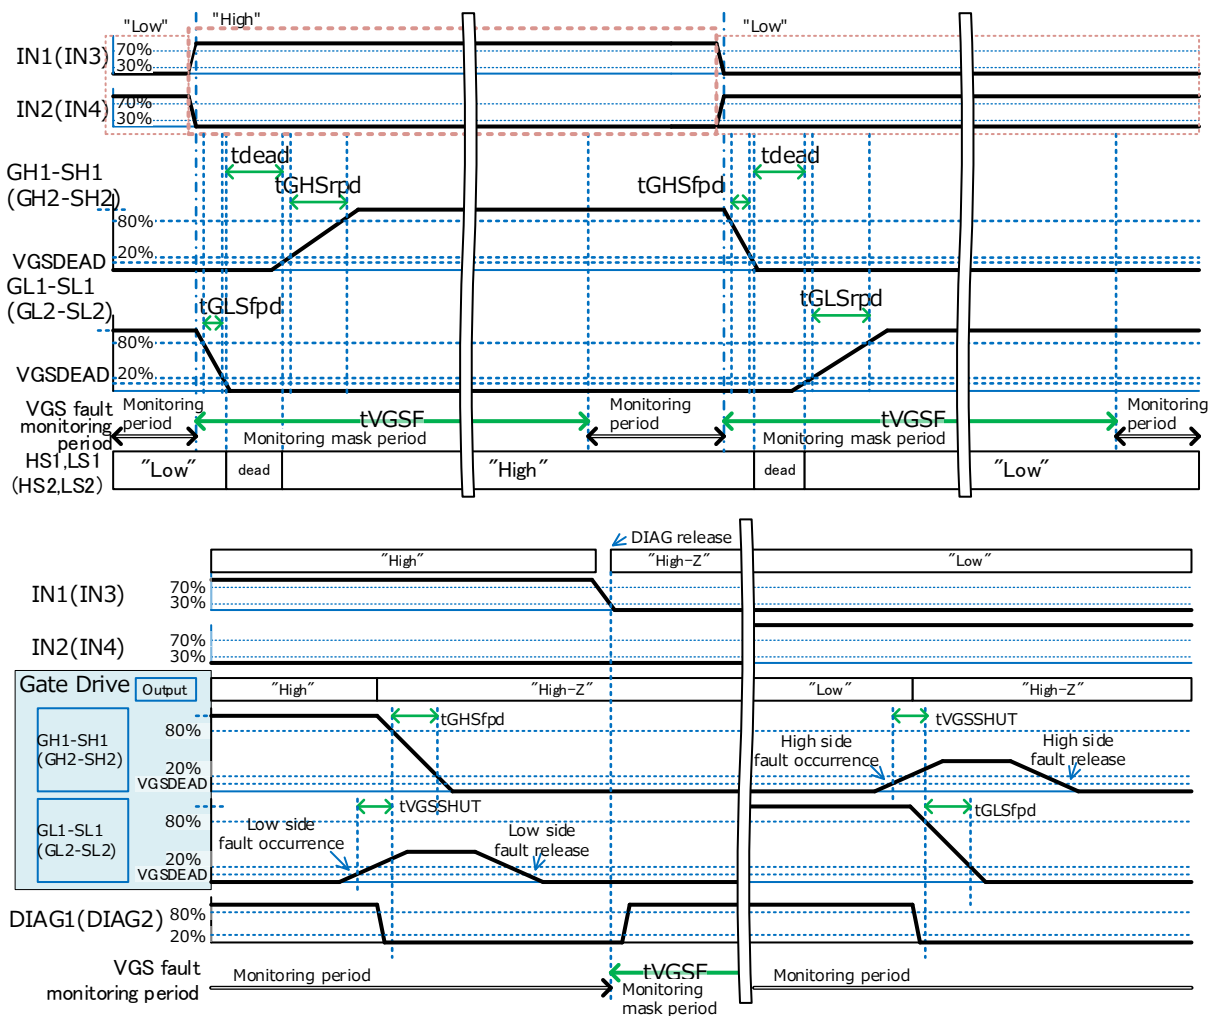 "Low"
"High"
"Low"
IN1(IN3)
70%
30%
IN2(IN4)
70%
30%
tdead
tdead
GH1-SH1
(GH2-SH2)
tGHSrpd
tGHSfpd
80%
20%
VGSDEAD
GL1-SL1
(GL2-SL2)
tGLSfpd
tGLSrpd
80%
20%
VGSDEAD
VGS fault
monitoring
period
Monitoring
period
tVGSF
Monitoring mask period
Monitoring
period
tVGSF
Monitoring mask period
Monitoring
period
HS1,LS1
(HS2,LS2)
"Low"
dead
"High"
dead
"Low"
DIAG release
"High"
"High-Z"
"Low"
IN1(IN3)
70%
30%
IN2(IN4)
70%
30%
Gate Drive
Output
"High"
"High-Z"
"Low"
"High-Z"
GH1-SH1
(GH2-SH2)
80%
20%
VGSDEAD
tGHSfpd
tVGSSHUT
High side
fault occurrence
High side
fault release
GL1-SL1
(GL2-SL2)
80%
20%
VGSDEAD
tVGSSHUT
Low side
fault occurrence
Low side
fault release
tGLSfpd
DIAG1(DIAG2)
80%
20%
VGS fault
monitoring period
Monitoring period
tVGSF
Monitoring
mask period
Monitoring period